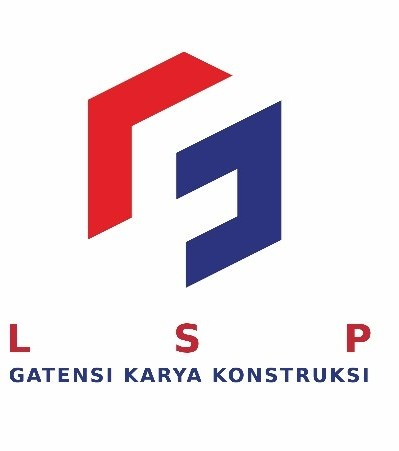 L S P
GATENSI KARYA KONSTRUKSI